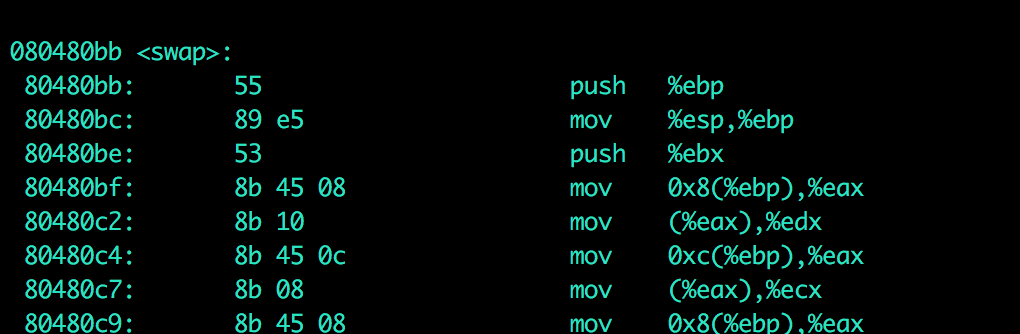 080480bb <swap>:
80480bb: 55 push %ebp
80480bc: 89 e5 mov %esp,%ebp
80480be: 53 push %ebx
80480bf: 8b 45 08 mov 0x8(%ebp),%eax
80480c2: 8b 10 mov (%eax),%edx
80480c4: 8b 45 0c mov 0xc(%ebp),%eax
80480c7: 8b 08 mov (%eax),%ecx
80480c9: 8b 45 08 mov 0x8(%ebp),%eax